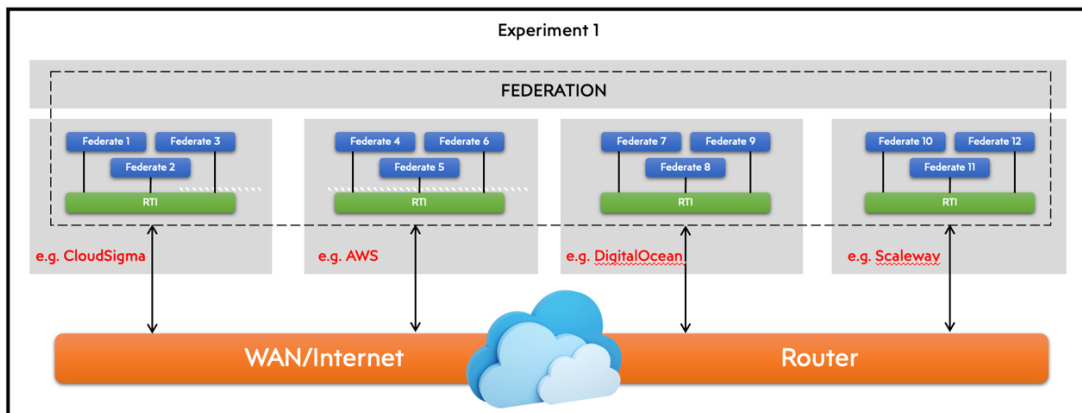 Experiment 1
FEDERATION
Federate 1
Federate 3
Federate 2
RTI
Federate 4
Federate 6
Federate 5
RTI
Federate 7
Federate 9
Federate 8
RTI
Federate 10
Federate 12
Federate 11
RTI
e.g. CloudSigma
e.g. AWS
e.g. DigitalOcean
e.g. Scaleway
WAN/Internet
Router